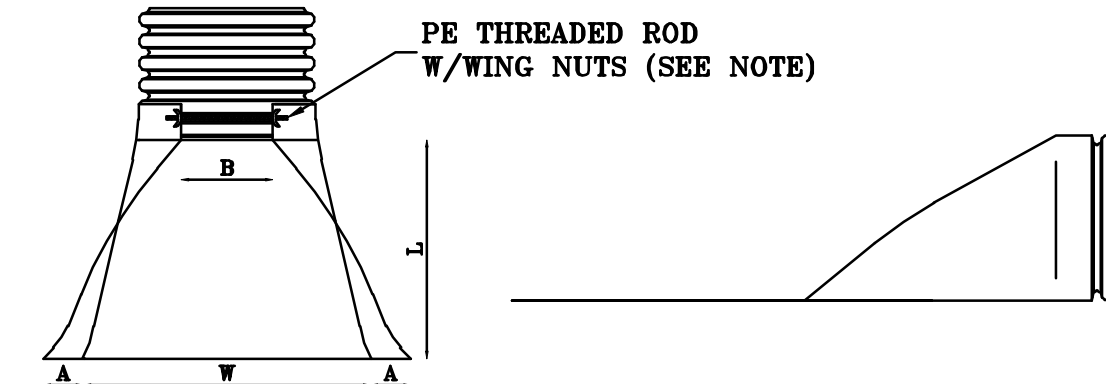 PE THREADED ROD
W/WING NUTS (SEE NOTE)
B
L
A
W
A